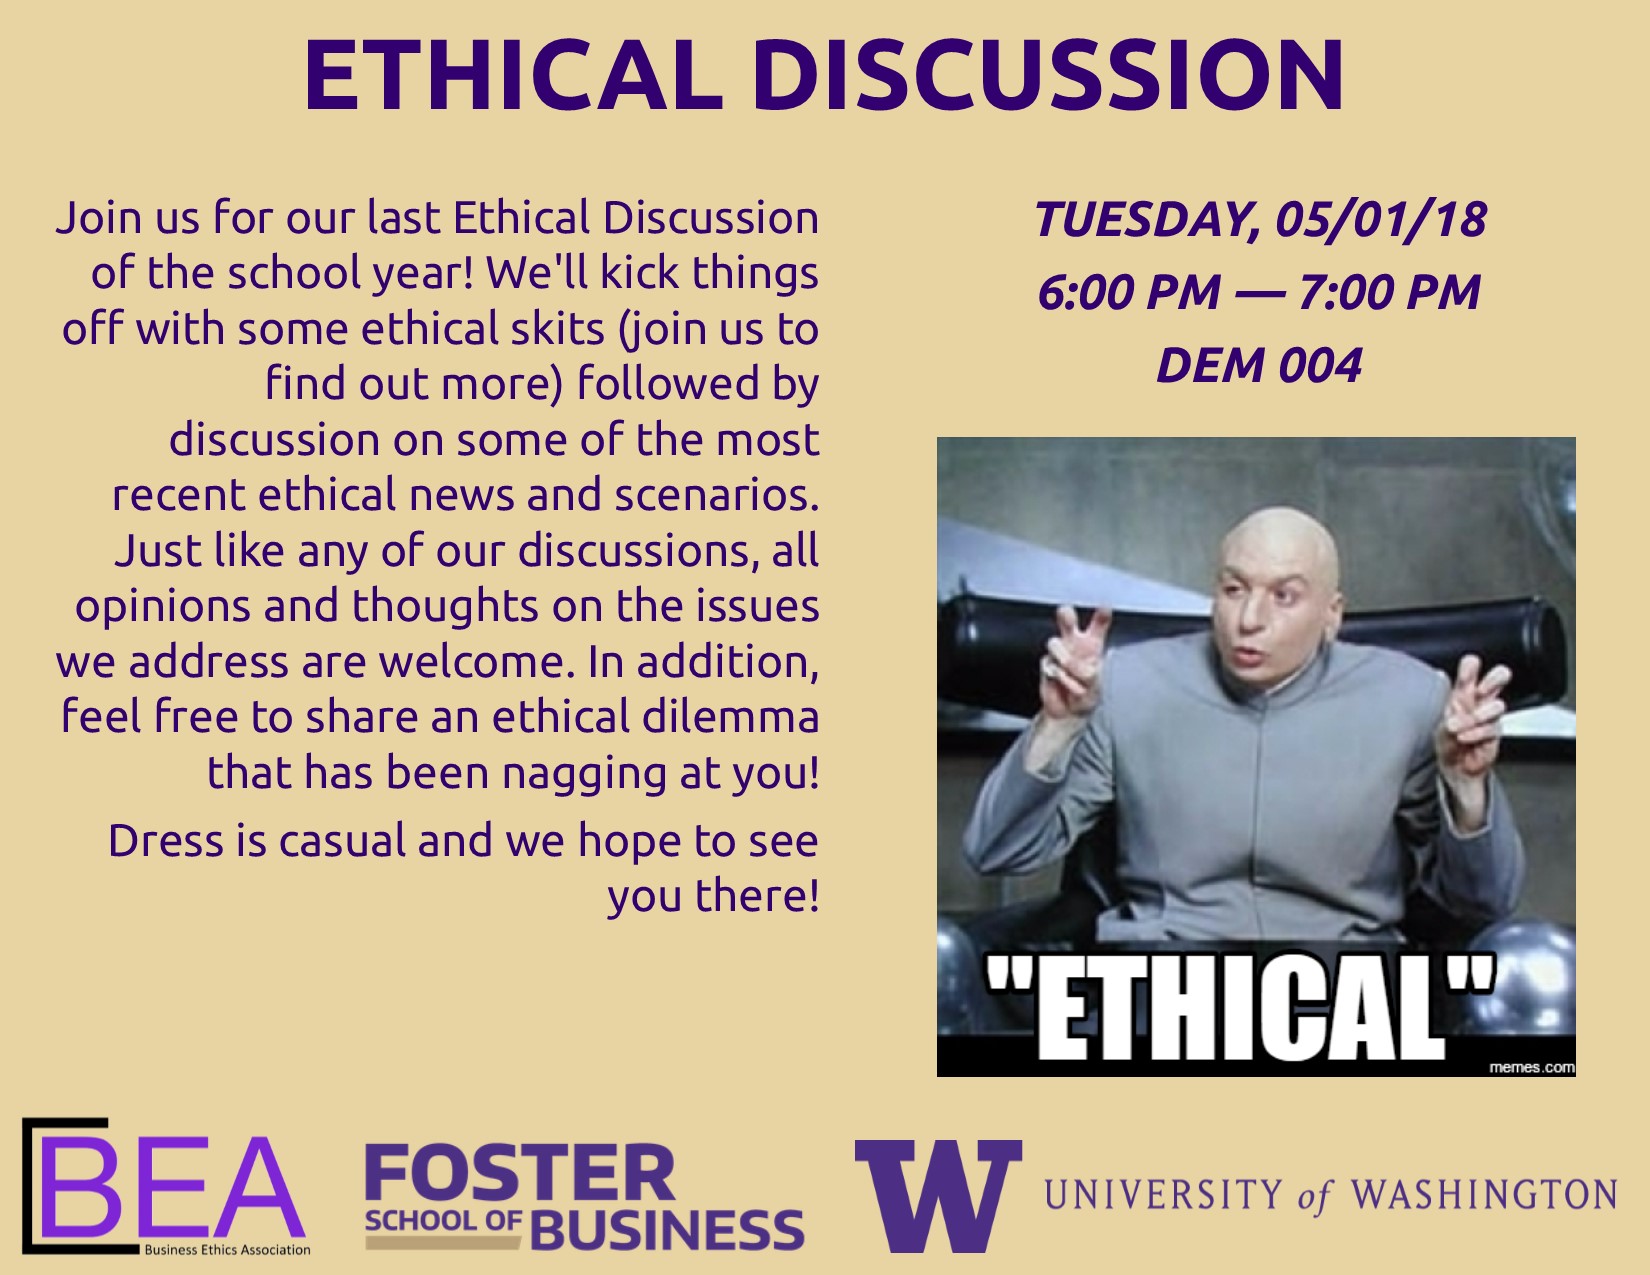 ETHICAL DISCUSSION
Join us for our last Ethical Discussion
of the school year! We'll kick things
off with some ethical skits (join us to
find out more) followed by
discussion on some of the most
recent ethical news and scenarios.
Just like any of our discussions, all
opinions and thoughts on the issues
we address are welcome. In addition,
feel free to share an ethical dilemma
that has been nagging at you!
Dress is casual and we hope to see
you there!
TUESDAY, 05/01/18
6:00 PM — 7:00 PM
DEM 004
"ETHICAL"
memes.com
BEA
Business Ethics Association
FOSTER
SCHOOL OF BUSINESS
W
UNIVERSITY of WASHINGTON